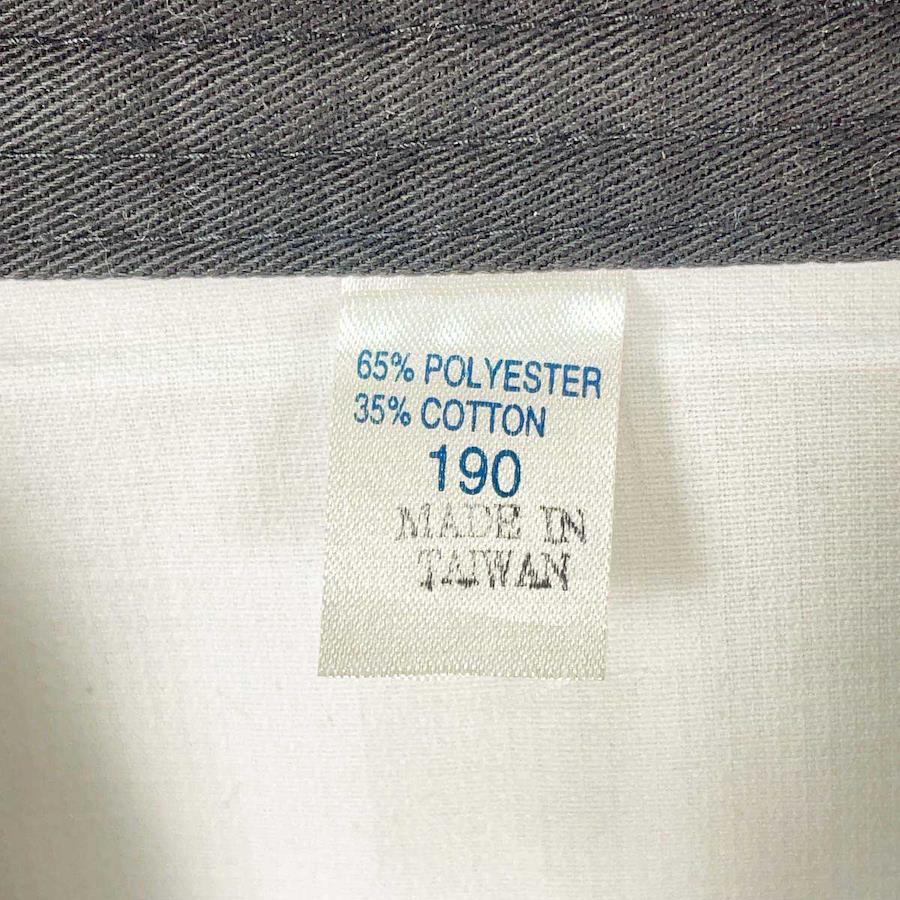 65% POLYESTER
35% COTTON
190
MADE IN
TAIWAN